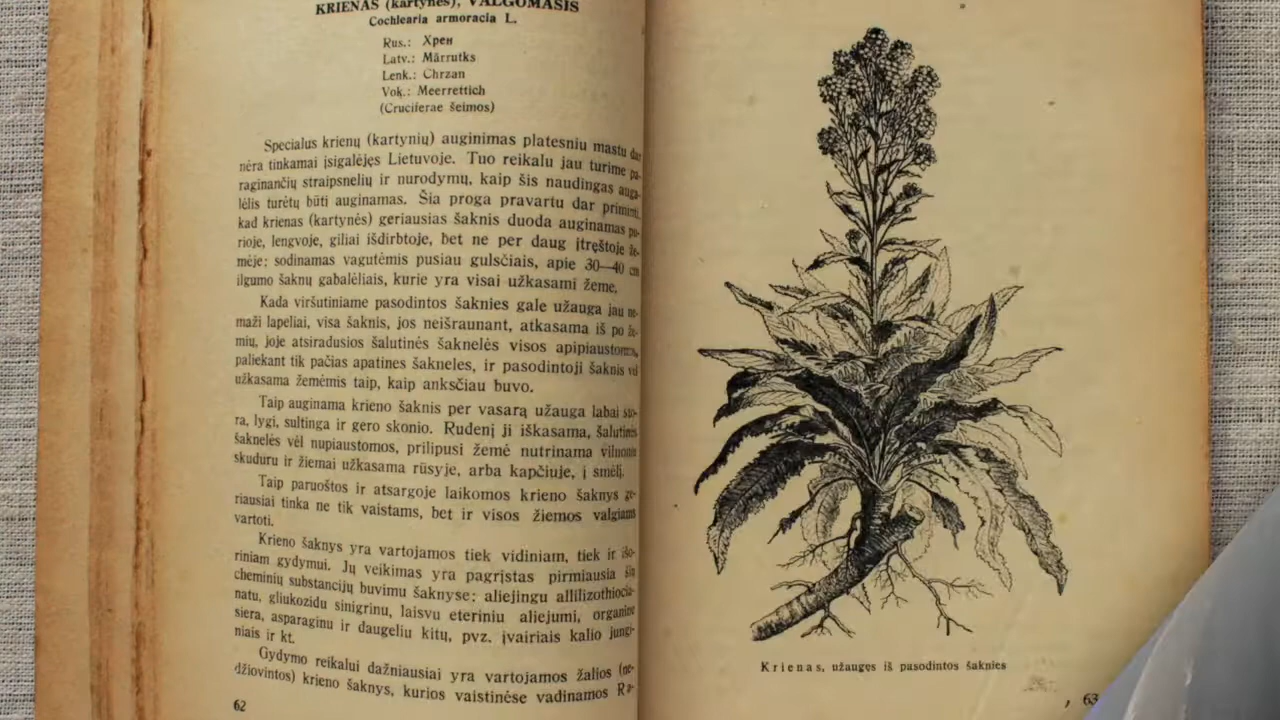 KRIENAS (kartynės), VALGOMASIS
Cochlearia armoracia L.
Rus.: Хрен
Latv.: Mārrutks
Lenk.: Chrzan
Vok.: Meerrettich
(Cruciferae šeimos)
Specialus krienų (kartynių) auginimas platesniu mastu dar
nėra tinkamai įsigalėjęs Lietuvoje. Tuo reikalu jau turime pa-
raginančių straipsnelių ir nurodymų, kaip šis naudingas auga-
lėlis turėtų būti auginamas. Šia proga pravartu dar priminti,
kad krienas (kartynės) geriausias šaknis duoda auginamas pu-
rioje, lengvoje, giliai išdirbtoje, bet ne per daug įtręštoje že-
mėje; sodinamas vagutėmis pusiau gulsčiais, apie 30—40 cm
ilgumo šaknų gabalėliais, kurie yra visai užkasami žeme.
Kada viršutiniame pasodintos šaknies gale užauga jau ne-
maži lapeliai, visa šaknis, jos neišraunant, atkasama iš po že-
mių, joje atsiradusios šalutinės šaknelės visos apipiaustomos,
paliekant tik pačias apatines šakneles, ir pasodintoji šaknis vėl
užkasama žemėmis taip, kaip anksčiau buvo.
Taip auginama krieno šaknis per vasarą užauga labai sto-
ra, lygi, sultinga ir gero skonio. Rudenį ji iškasama, šalutinės
šaknelės vėl nupiaustomos, prilipusi žemė nutrinama vilnoniu
skuduru ir žiemai užkasama rūsyje, arba kapčiuje, į smėlį.
Taip paruoštos ir atsargoje laikomos krieno šaknys ge-
riausiai tinka ne tik vaistams, bet ir visos žiemos valgiams
vartoti.
Krieno šaknys yra vartojamos tiek vidiniam, tiek ir išo-
riniam gydymui. Jų veikimas yra pagrįstas pirmiausia šių
cheminių substancijų buvimu šaknyse: aliejingu allilizothiocia-
natu, gliukozidu sinigrinu, laisvu eteriniu aliejumi, organine
siera, asparaginu ir daugeliu kitų, pvz. įvairiais kalio jungi-
niais ir kt.
Gydymo reikalui dažniausiai yra vartojamos žalios (ne-
džiovintos) krieno šaknys, kurios vaistinėse vadinamos Ra-
62
Krienas, užaugęs iš pasodintos šaknies
63